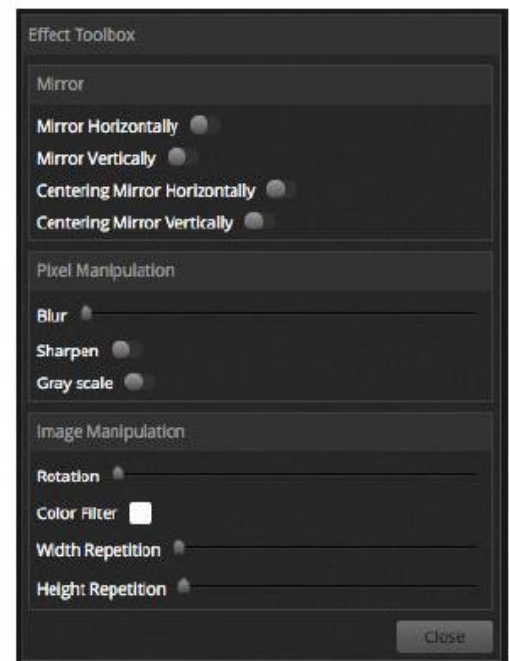 Effect Toolbox
Mirror
Mirror Horizontally
Mirror Vertically
Centering Mirror Horizontally
Centering Mirror Vertically
Pixel Manipulation
Blur
Sharpen
Gray scale
Image Manipulation
Rotation
Color Filter
Width Repetition
Height Repetition
Close